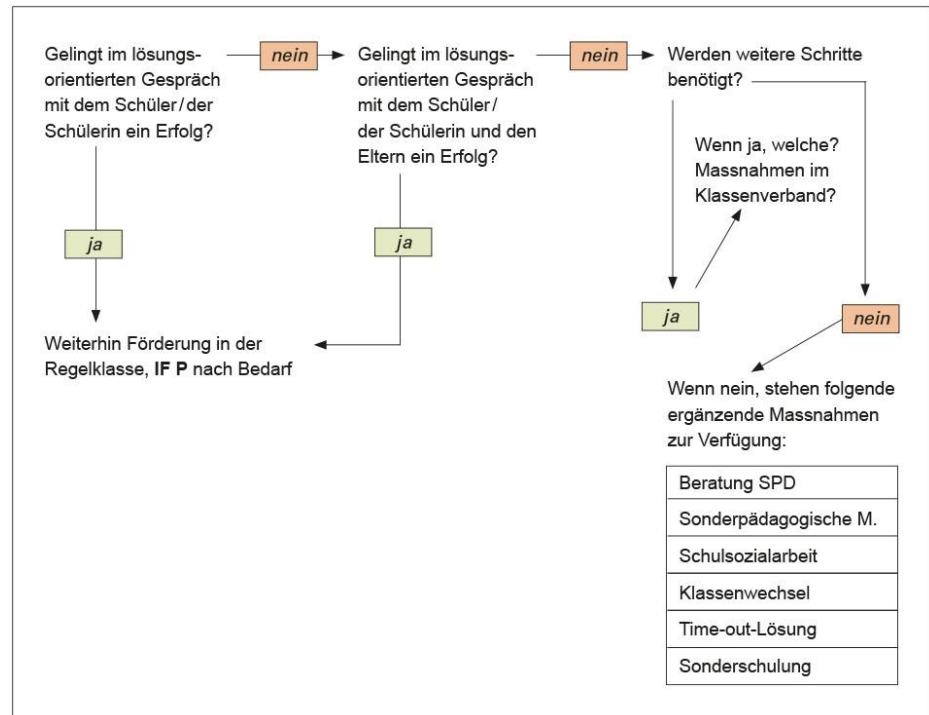 Gelingt im lösungs-
orientierten Gespräch
mit dem Schüler/der
Schülerin ein Erfolg?
nein
Gelingt im lösungs-
orientierten Gespräch
mit dem Schüler/
der Schülerin und den
Eltern ein Erfolg?
nein
Werden weitere Schritte
benötigt?
Wenn ja, welche?
Massnahmen im
Klassenverband?
ja
ja
ja
nein
Weiterhin Förderung in der
Regelklasse, IF P nach Bedarf
Wenn nein, stehen folgende
ergänzende Massnahmen
zur Verfügung:
Beratung SPD
Sonderpädagogische M.
Schulsozialarbeit
Klassenwechsel
Time-out-Lösung
Sonderschulung